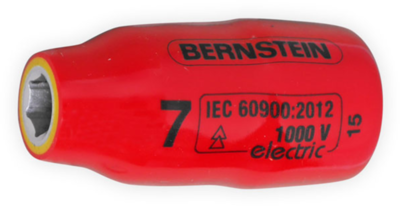 BERNSTEIN
7
IEC 60900:2012
1000 V
electric
15